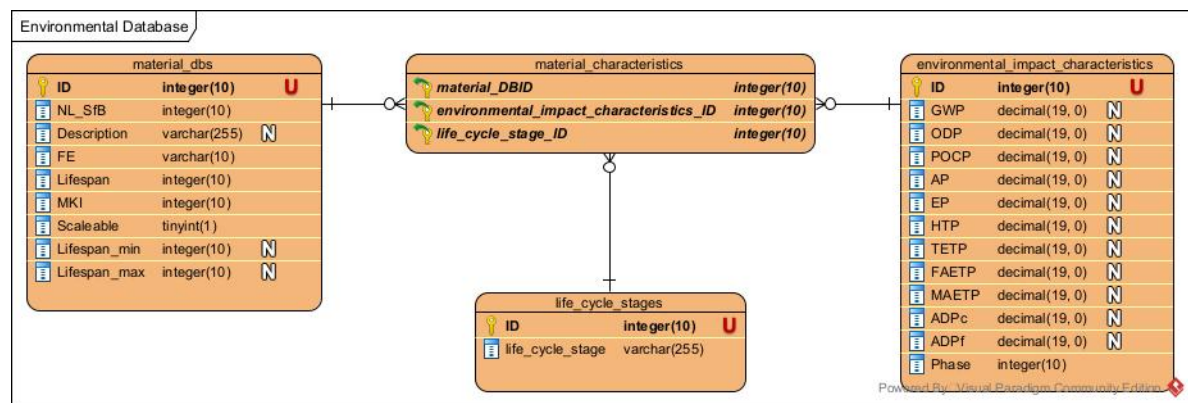 Environmental Database
material_dbs
ID integer(10) U
NL_SfB integer(10)
Description varchar(255) N
FE varchar(10)
Lifespan integer(10)
MKI integer(10)
Scaleable tinyint(1)
Lifespan_min integer(10) N
Lifespan_max integer(10) N
material_characteristics
material_DBID integer(10)
environmental_impact_characteristics_ID integer(10)
life_cycle_stage_ID integer(10)
life_cycle_stages
ID integer(10) U
life_cycle_stage varchar(255)
environmental_impact_characteristics
ID integer(10) U
GWP decimal(19, 0) N
ODP decimal(19, 0) N
POCP decimal(19, 0) N
AP decimal(19, 0) N
EP decimal(19, 0) N
HTP decimal(19, 0) N
TETP decimal(19, 0) N
FAETP decimal(19, 0) N
MAETP decimal(19, 0) N
ADPc decimal(19, 0) N
ADPf decimal(19, 0) N
Phase integer(10)
Powered By Visual Paradigm Community Edition